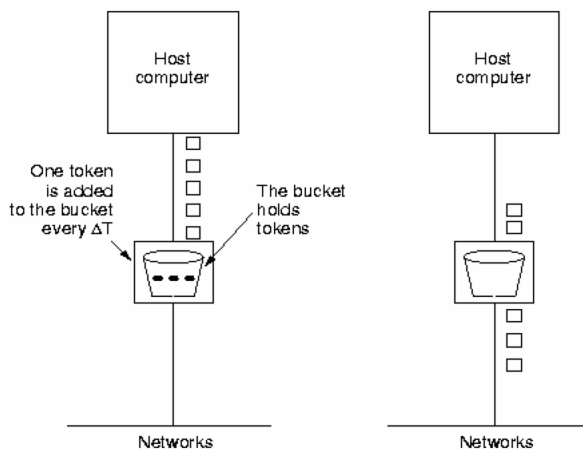 Host
computer
One token
is added
to the bucket
every ΔT
The bucket
holds
tokens
Networks
Host
computer
Networks